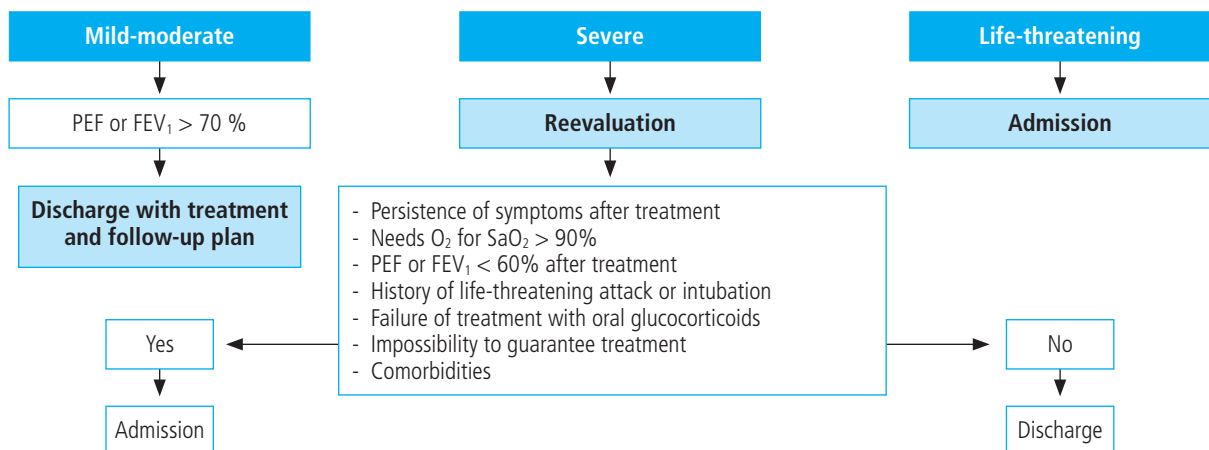 Mild-moderate
Severe
Life-threatening
PEF or FEV₁ > 70 %
Reevaluation
Admission
Discharge with treatment
and follow-up plan
- Persistence of symptoms after treatment
- Needs O₂ for SaO₂ > 90%
- PEF or FEV₁ < 60% after treatment
- History of life-threatening attack or intubation
- Failure of treatment with oral glucocorticoids
- Impossibility to guarantee treatment
- Comorbidities
Yes
No
Admission
Discharge